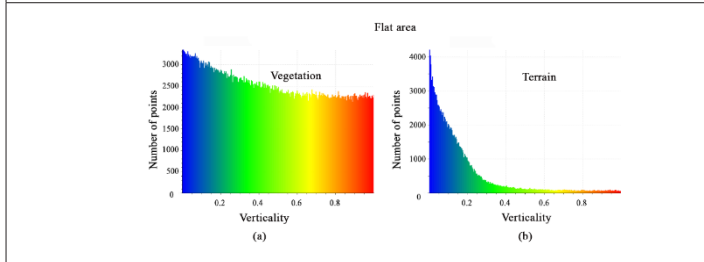 Flat area
Vegetation
Number of points
3000
2500
2000
1500
1000
500
0
0.2 0.4 0.6 0.8
Verticality
(a)
Terrain
Number of points
4000
3000
2000
1000
0
0.2 0.4 0.6 0.8
Verticality
(b)